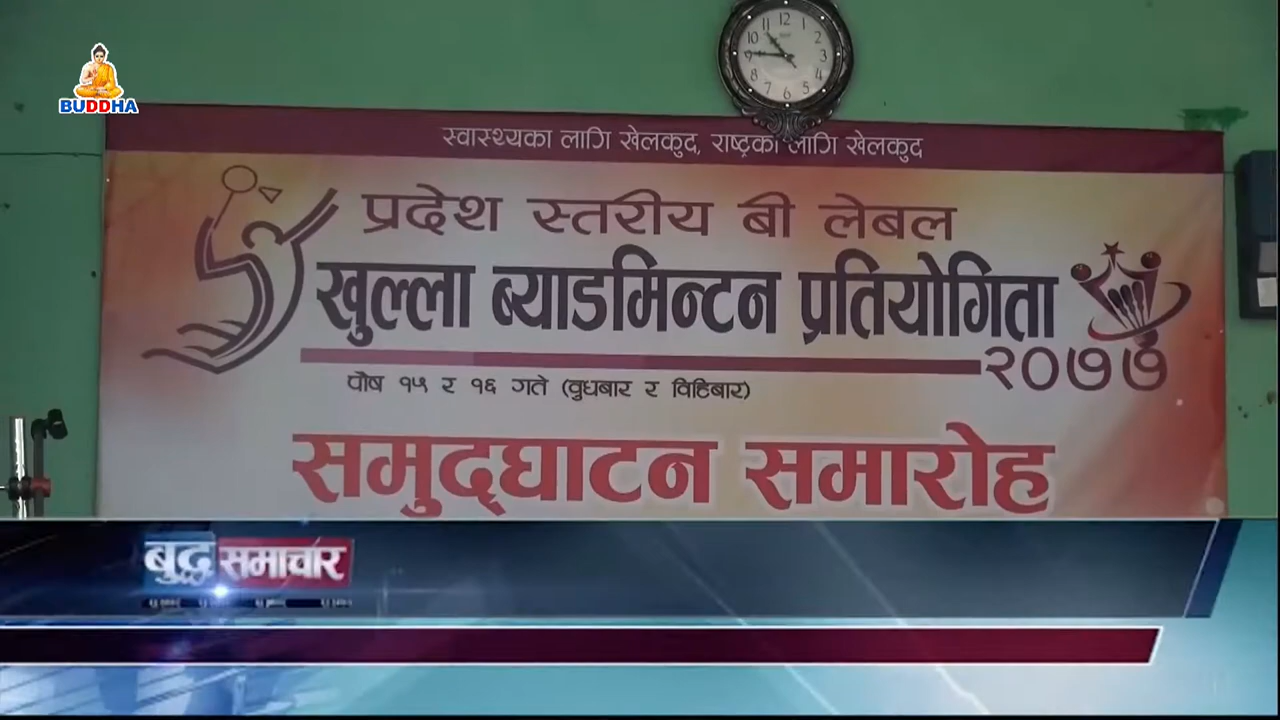 BUDDHA
स्वास्थ्यका लागि खेलकुद, राष्ट्रका लागि खेलकुद
प्रदेश स्तरीय बी लेबल
खुल्ला ब्याडमिन्टन प्रतियोगिता
२०७७
पौष १५ र १६ गते (वुधबार र विहिबार)
समुद्घाटन समारोह
बुद्ध समाचार